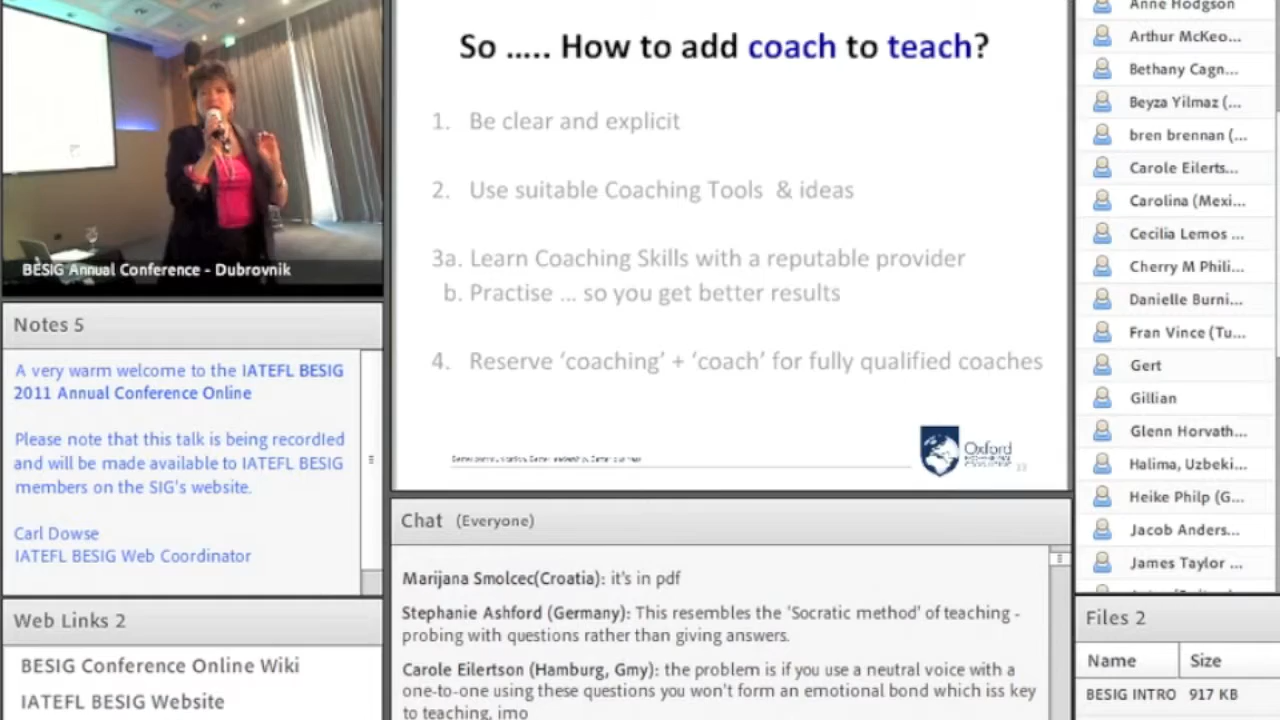 BESIG Annual Conference - Dubrovnik
Notes 5
A very warm welcome to the IATEFL BESIG
2011 Annual Conference Online
Please note that this talk is being recordIed
and will be made available to IATEFL BESIG
members on the SIG's website.
Carl Dowse
IATEFL BESIG Web Coordinator
Web Links 2
BESIG Conference Online Wiki
IATEFL BESIG Website
So ..... How to add coach to teach?
1. Be clear and explicit
2. Use suitable Coaching Tools & ideas
3a. Learn Coaching Skills with a reputable provider
b. Practise ... so you get better results
4. Reserve 'coaching' + 'coach' for fully qualified coaches
Oxford
Chat (Everyone)
Marijana Smolcec(Croatia): it's in pdf
Stephanie Ashford (Germany): This resembles the 'Socratic method' of teaching -
probing with questions rather than giving answers.
Carole Eilertson (Hamburg, Gmy): the problem is if you use a neutral voice with a
one-to-one using these questions you won't form an emotional bond which iss key
to teaching, imo
Anne Hodgson
Arthur McKeo...
Bethany Cagn...
Beyza Yilmaz (...
bren brennan (...
Carole Eilerts...
Carolina (Mexi...
Cecilia Lemos ...
Cherry M Phili...
Danielle Burni...
Fran Vince (Tu...
Gert
Gillian
Glenn Horvath...
Halima, Uzbeki...
Heike Philp (G...
Jacob Anders...
James Taylor ...
Files 2
Name Size
BESIG INTRO 917 KB